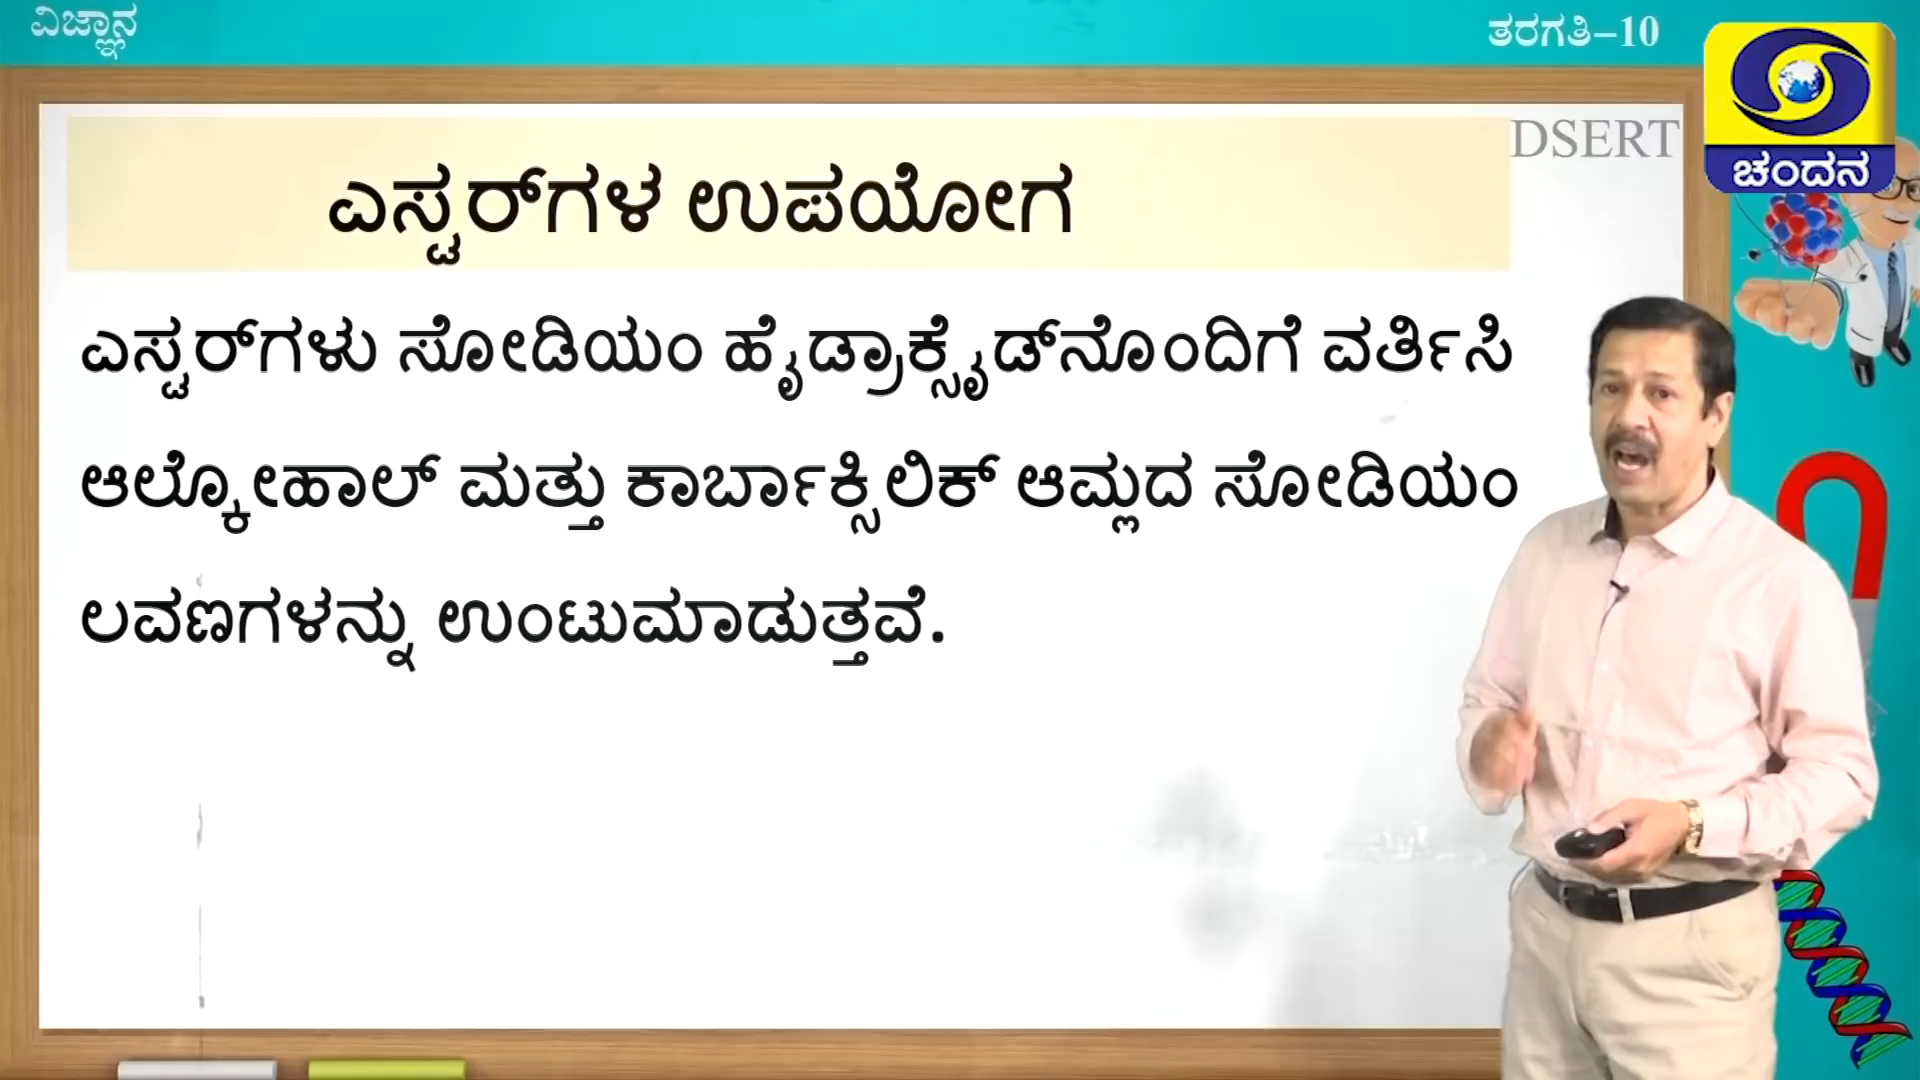 ವಿಜ್ಞಾನ
ತರಗತಿ–10
DSERT
ಚಂದನ
ಎಸ್ಟರ್‌ಗಳ ಉಪಯೋಗ
ಎಸ್ಟರ್‌ಗಳು ಸೋಡಿಯಂ ಹೈಡ್ರಾಕ್ಸೈಡ್‌ನೊಂದಿಗೆ ವರ್ತಿಸಿ
ಆಲ್ಕೋಹಾಲ್ ಮತ್ತು ಕಾರ್ಬಾಕ್ಸಿಲಿಕ್ ಆಮ್ಲದ ಸೋಡಿಯಂ
ಲವಣಗಳನ್ನು ಉಂಟುಮಾಡುತ್ತವೆ.